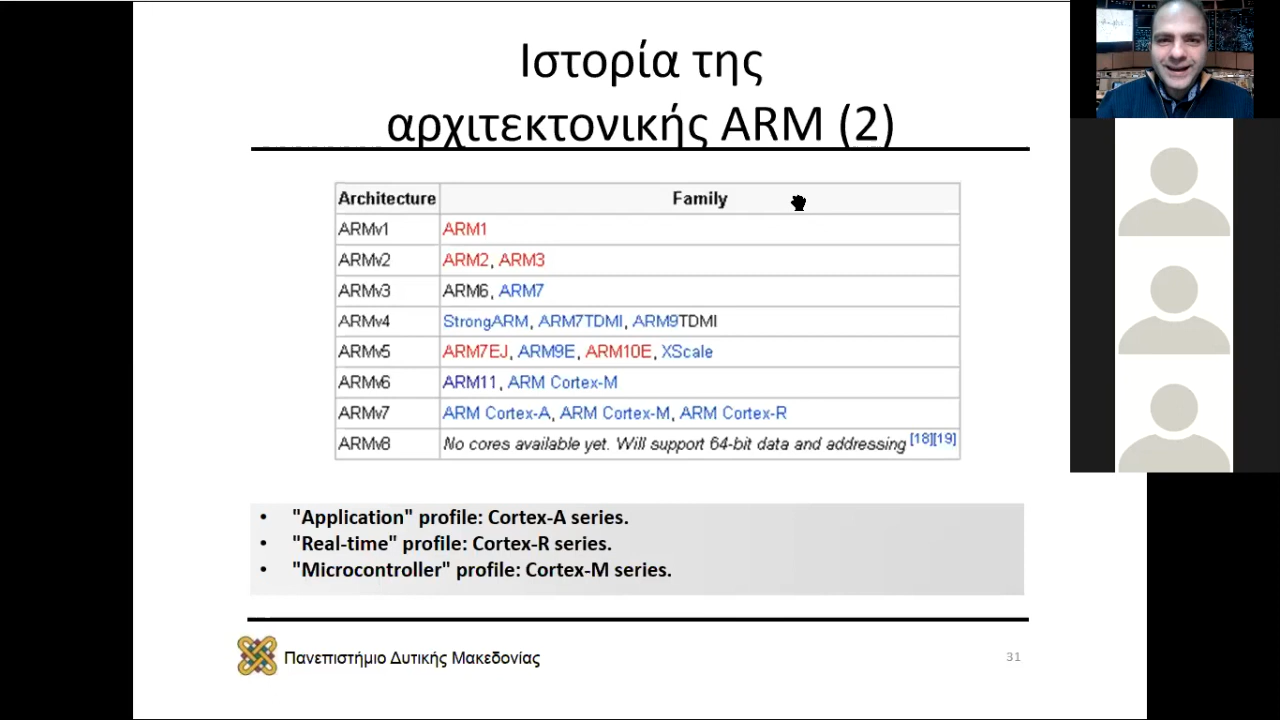 Ιστορία της
αρχιτεκτονικής ARM (2)
Architecture Family
ARMv1 ARM1
ARMv2 ARM2, ARM3
ARMv3 ARM6, ARM7
ARMv4 StrongARM, ARM7TDMI, ARM9TDMI
ARMv5 ARM7EJ, ARM9E, ARM10E, XScale
ARMv6 ARM11, ARM Cortex-M
ARMv7 ARM Cortex-A, ARM Cortex-M, ARM Cortex-R
ARMv8 No cores available yet. Will support 64-bit data and addressing [18][19]
• "Application" profile: Cortex-A series.
• "Real-time" profile: Cortex-R series.
• "Microcontroller" profile: Cortex-M series.
Πανεπιστήμιο Δυτικής Μακεδονίας 31